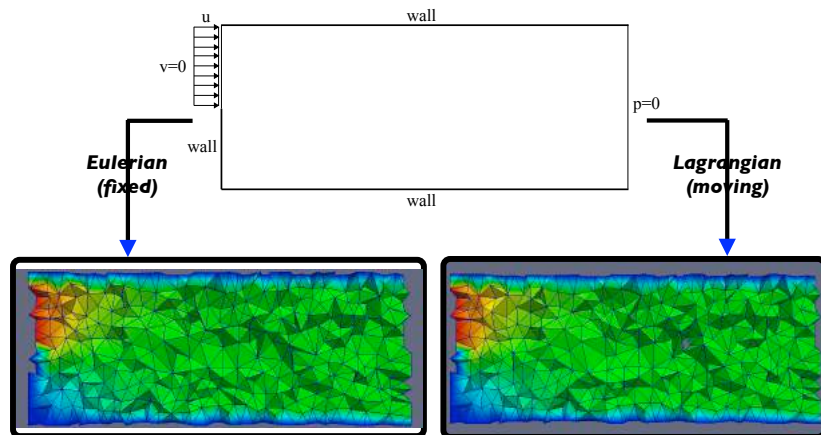 wall
u
v=0
p=0
wall
Eulerian
(fixed)
Lagrangian
(moving)
wall